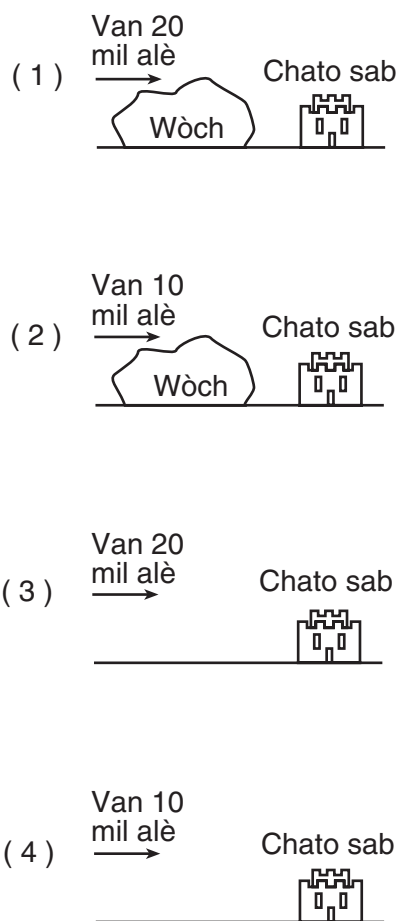 Van 20
mil alè
( 1 )
Chato sab
Wòch
Van 10
mil alè
( 2 )
Chato sab
Wòch
Van 20
mil alè
( 3 )
Chato sab
Van 10
mil alè
( 4 )
Chato sab